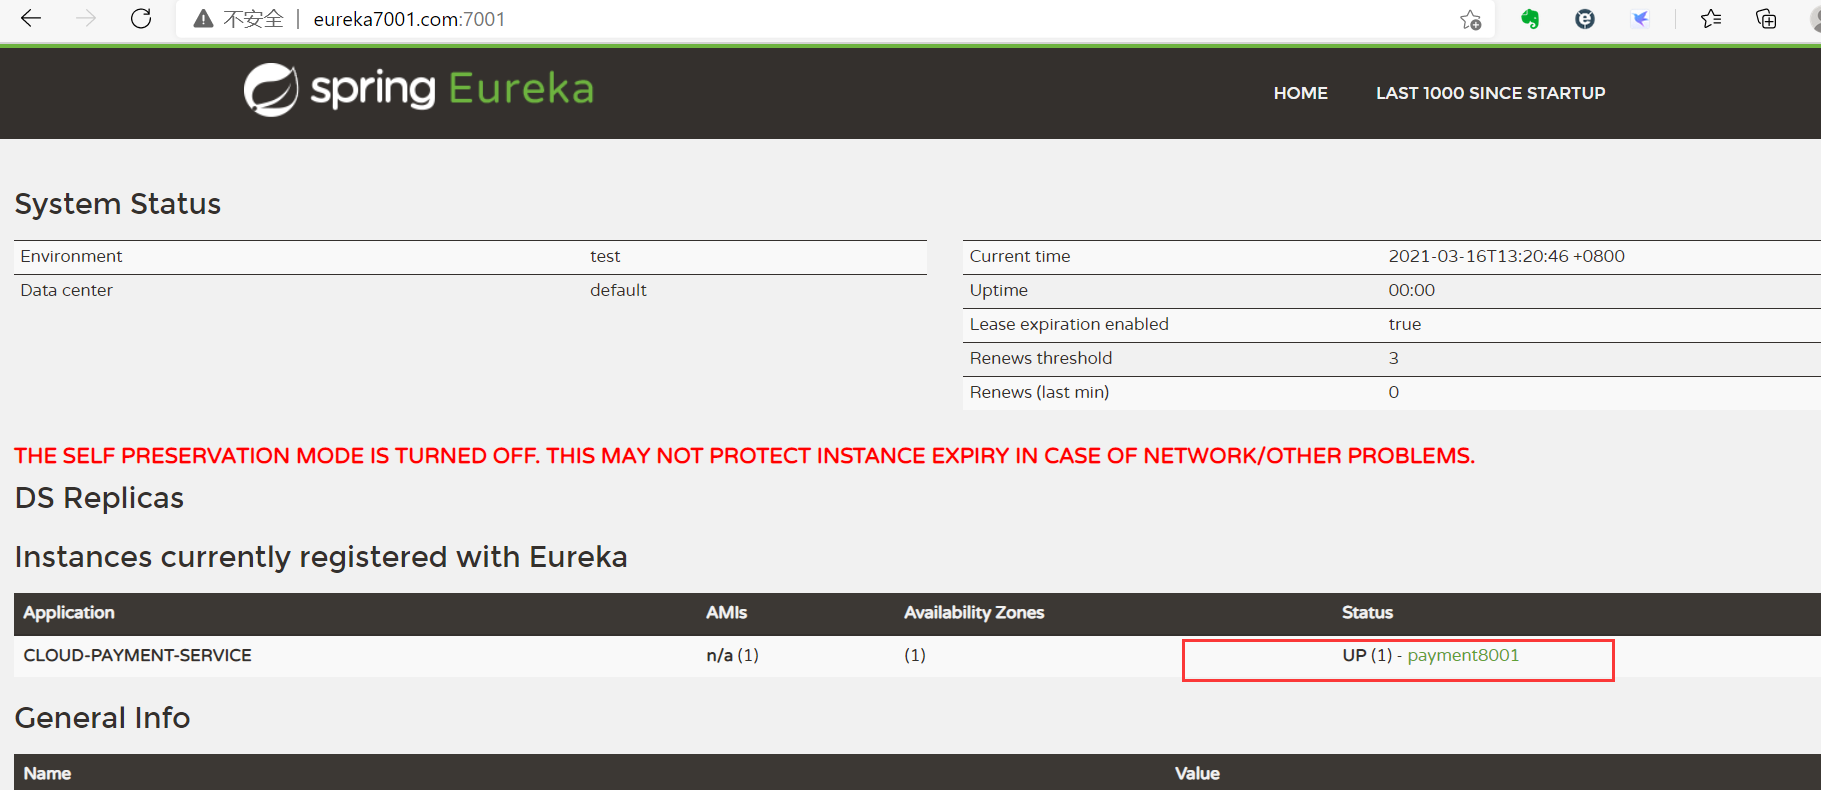 不安全 | eureka7001.com:7001
spring Eureka
HOME LAST 1000 SINCE STARTUP
System Status
Environment test
Data center default
Current time 2021-03-16T13:20:46 +0800
Uptime 00:00
Lease expiration enabled true
Renews threshold 3
Renews (last min) 0
THE SELF PRESERVATION MODE IS TURNED OFF. THIS MAY NOT PROTECT INSTANCE EXPIRY IN CASE OF NETWORK/OTHER PROBLEMS.
DS Replicas
Instances currently registered with Eureka
Application AMIs Availability Zones Status
CLOUD-PAYMENT-SERVICE n/a (1) (1) UP (1) - payment8001
General Info
Name Value